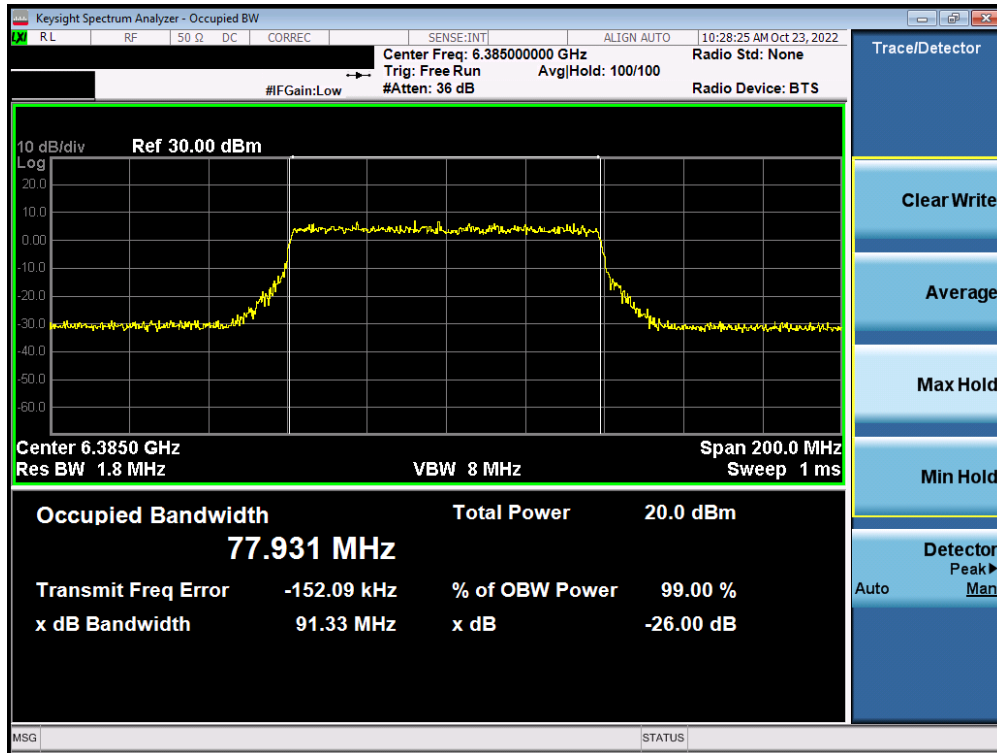 Keysight Spectrum Analyzer - Occupied BW
LXI RL RF 50 Ω DC CORREC SENSE:INT ALIGN AUTO 10:28:25 AM Oct 23, 2022
Center Freq: 6.385000000 GHz Radio Std: None
Trig: Free Run Avg|Hold: 100/100
#IFGain:Low #Atten: 36 dB Radio Device: BTS
10 dB/div Ref 30.00 dBm
Log
20.0
10.0
0.00
-10.0
-20.0
-30.0
-40.0
-50.0
-60.0
Center 6.3850 GHz Span 200.0 MHz
Res BW 1.8 MHz VBW 8 MHz Sweep 1 ms
Occupied Bandwidth Total Power 20.0 dBm
77.931 MHz
Transmit Freq Error -152.09 kHz % of OBW Power 99.00 %
x dB Bandwidth 91.33 MHz x dB -26.00 dB
MSG STATUS
Trace/Detector
Clear Write
Average
Max Hold
Min Hold
Detector
Peak▶
Auto Man